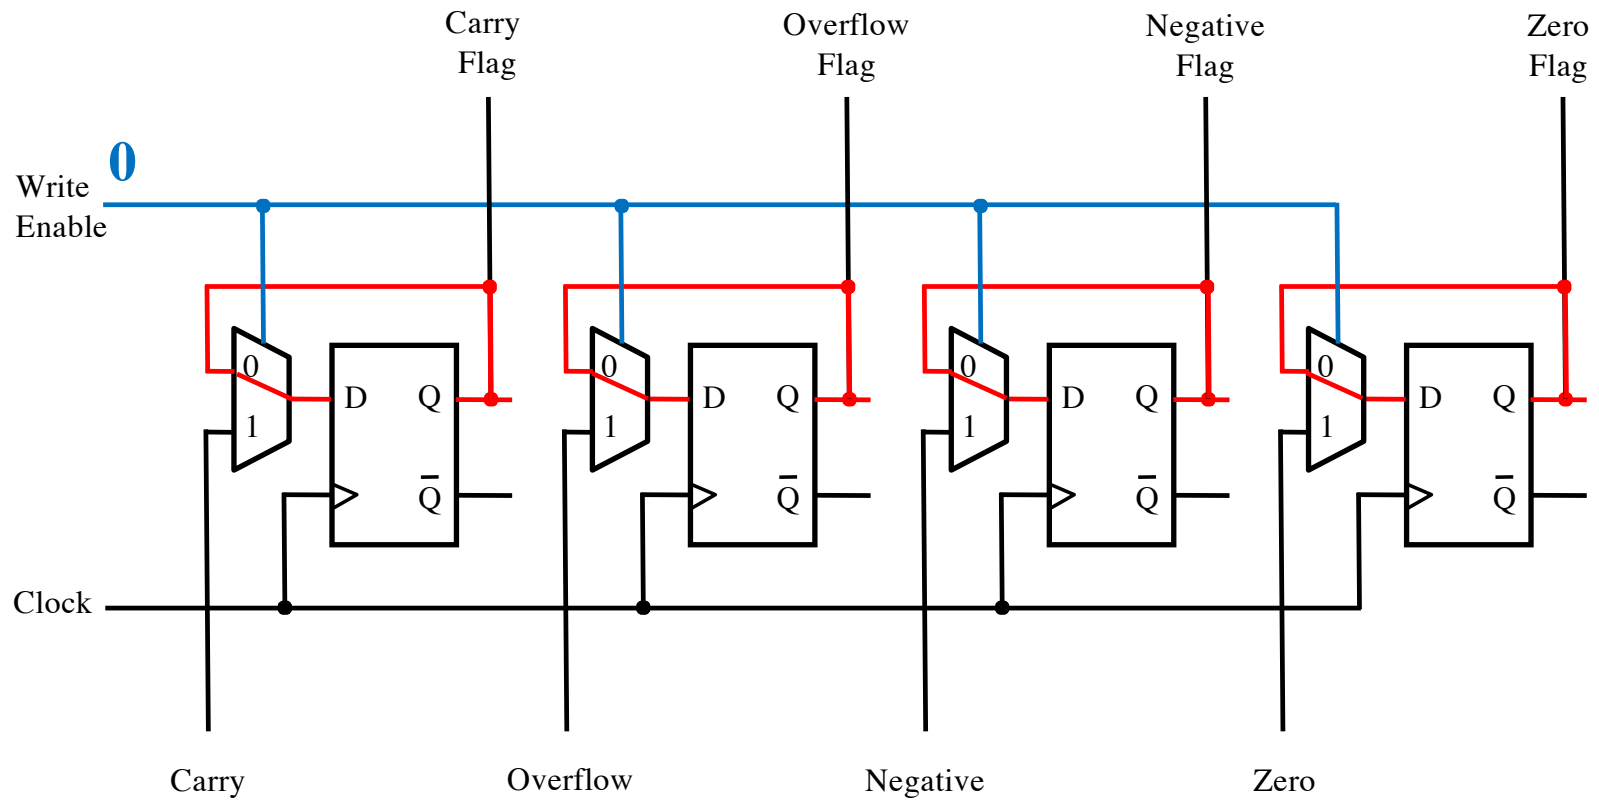 Carry
Flag
Overflow
Flag
Negative
Flag
Zero
Flag
0
Write
Enable
0
1
D
Q
Q̅
0
1
D
Q
Q̅
0
1
D
Q
Q̅
0
1
D
Q
Q̅
Clock
Carry
Overflow
Negative
Zero